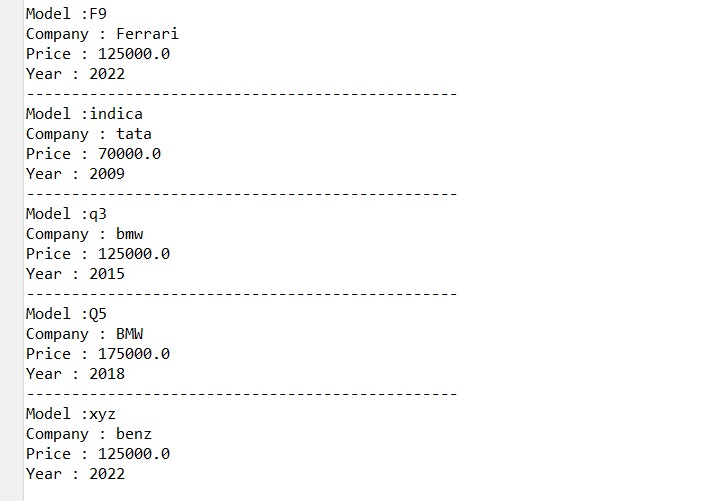 Model :F9
Company : Ferrari
Price : 125000.0
Year : 2022
------------------------------------------------
Model :indica
Company : tata
Price : 70000.0
Year : 2009
------------------------------------------------
Model :q3
Company : bmw
Price : 125000.0
Year : 2015
------------------------------------------------
Model :Q5
Company : BMW
Price : 175000.0
Year : 2018
------------------------------------------------
Model :xyz
Company : benz
Price : 125000.0
Year : 2022